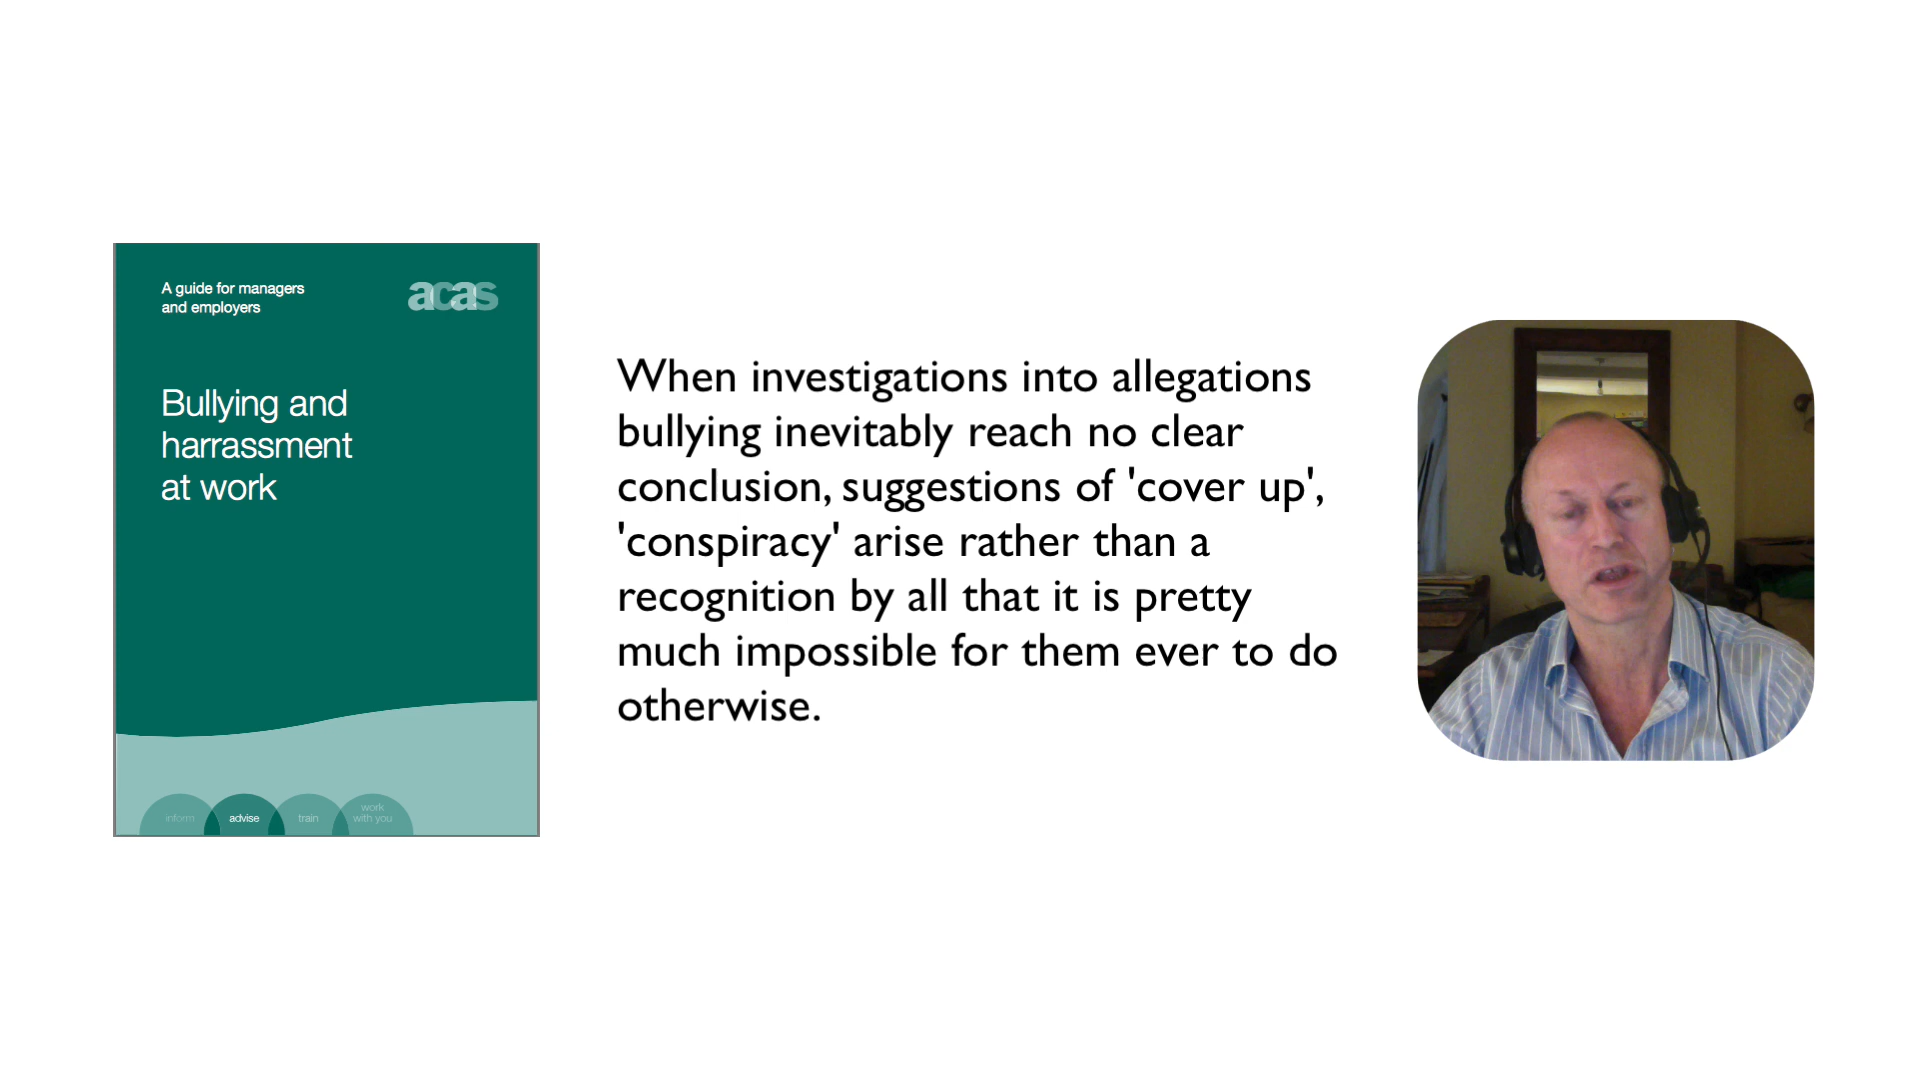 A guide for managers
and employers
acas
Bullying and
harrassment
at work
inform
advise
train
work
with you
When investigations into allegations
bullying inevitably reach no clear
conclusion, suggestions of 'cover up',
'conspiracy' arise rather than a
recognition by all that it is pretty
much impossible for them ever to do
otherwise.